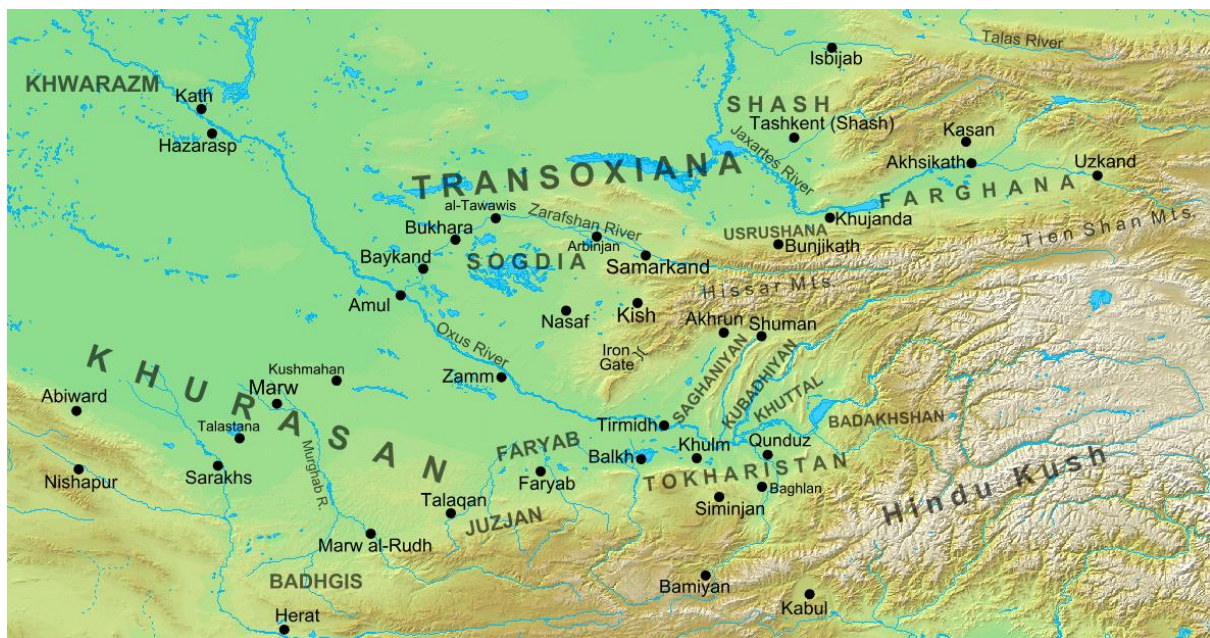 Talas River
Isbijab
KHWARAZM
Kath
Hazarasp
SHASH
Tashkent (Shash)
Jaxartes River
Kasan
Akhsikath
Uzkand
TRANSOXIANA
FARGHANA
al-Tawawis
Zarafshan River
Khujanda
Bukhara
Arbinjan
USRUSHANA
Bunjikath
Tien Shan Mts.
Baykand
SOGDIA
Samarkand
Hissar Mts.
Amul
Nasaf
Kish
Akhrun
Shuman
Oxus River
Iron
Gate
KHURASAN
Kushmahan
Zamm
SAGHANIYAN
KUBADHIYAN
KHUTTAL
Abiward
Marw
Talastana
Tirmidh
BADAKHSHAN
Murghab R.
FARYAB
Balkh
Khulm
Qunduz
Nishapur
Sarakhs
Faryab
TOKHARISTAN
Baghlan
Hindu Kush
Talaqan
Siminjan
JUZJAN
Marw al-Rudh
BADHGIS
Bamiyan
Kabul
Herat